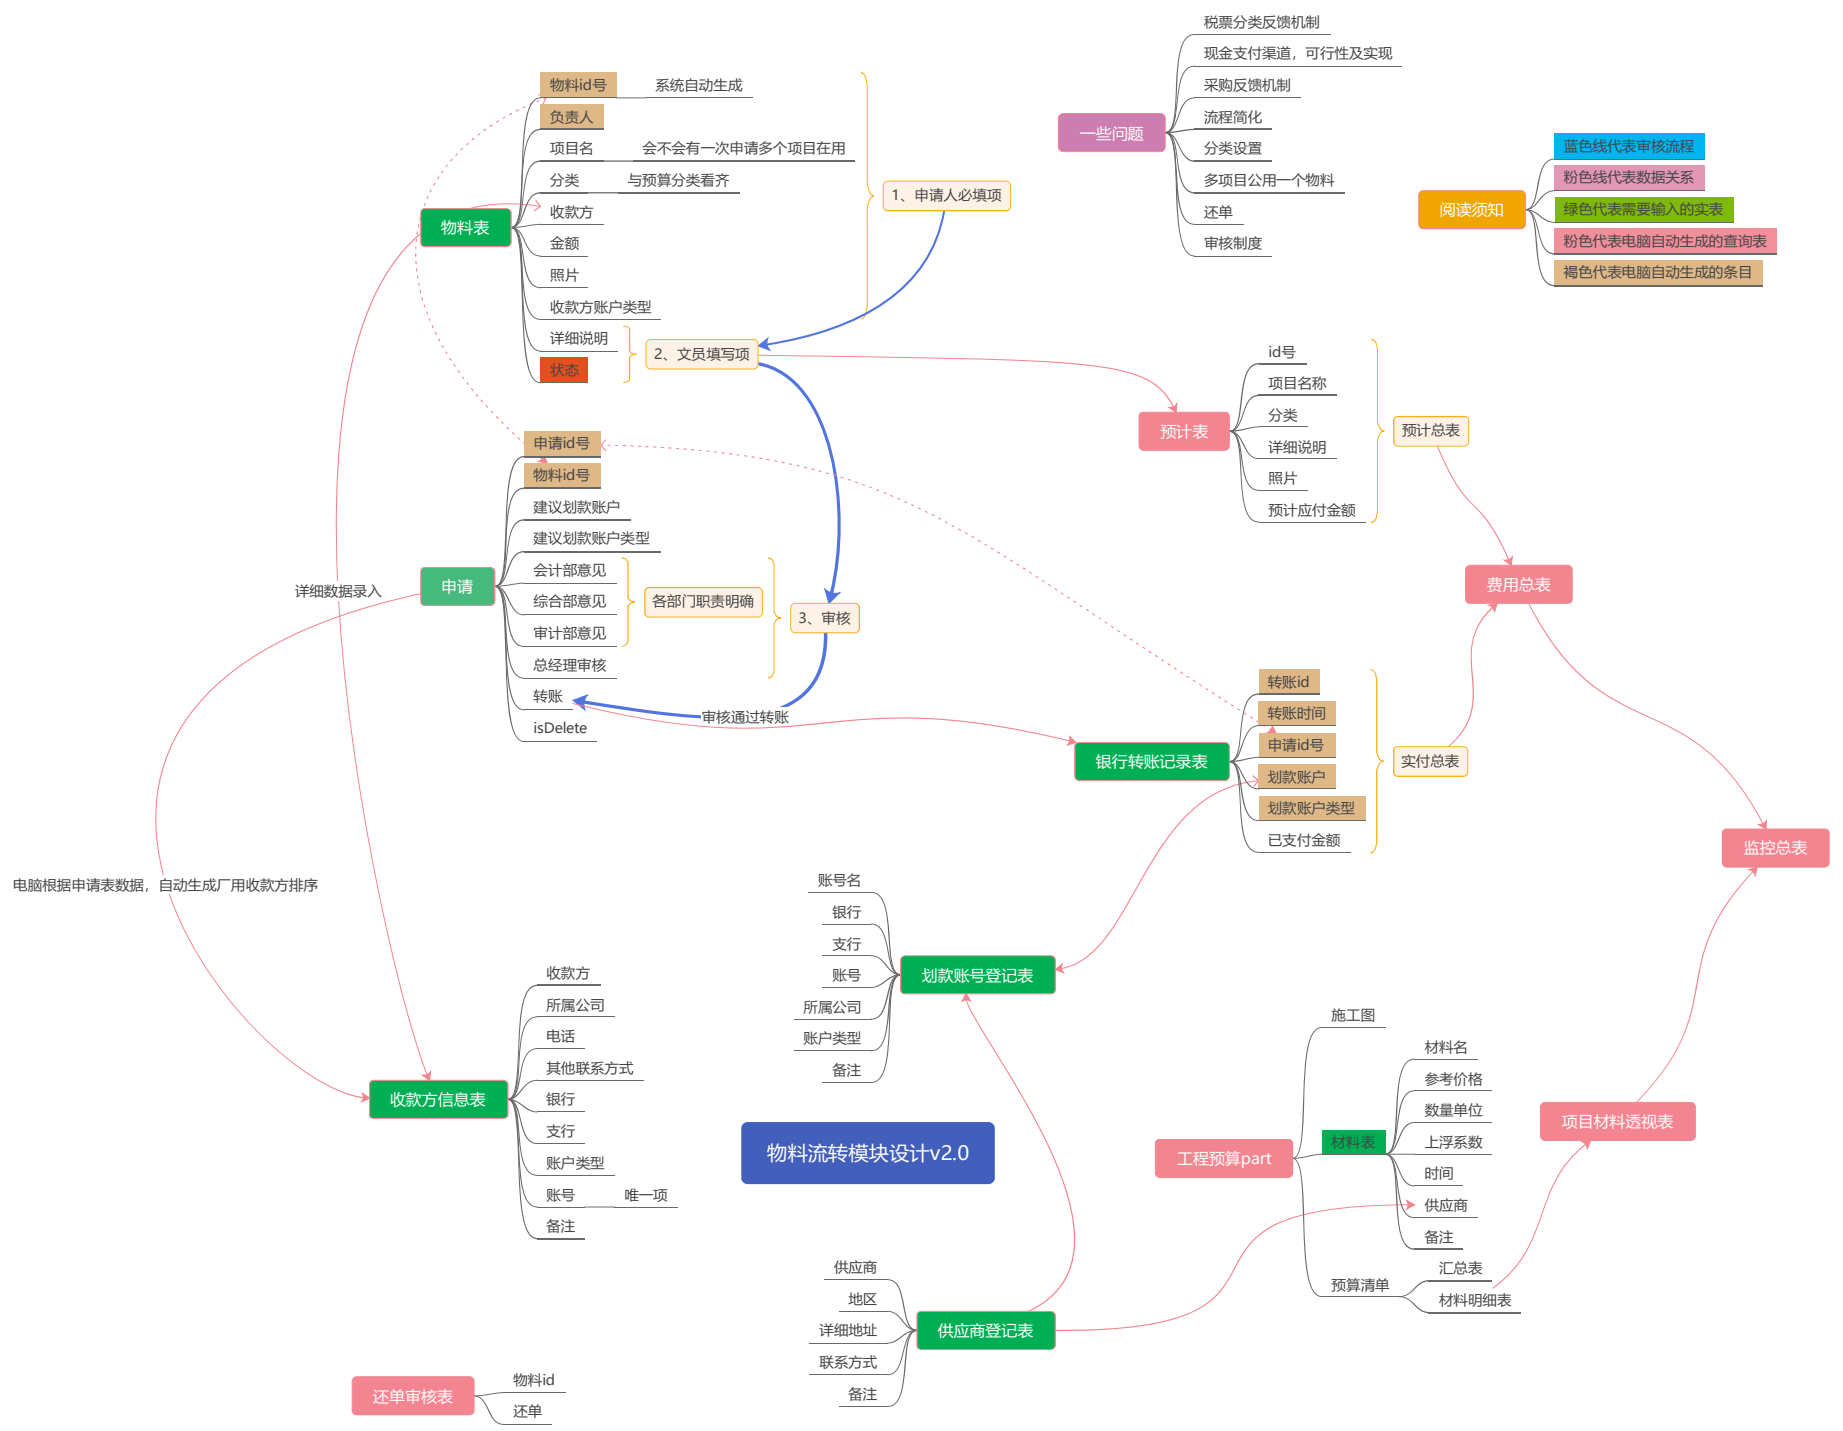 物料表
物料id号
系统自动生成
负责人
项目名
会不会有一次申请多个项目在用
分类
与预算分类看齐
收款方
金额
照片
收款方账户类型
详细说明
状态
1、申请人必填项
2、文员填写项
一些问题
税票分类反馈机制
现金支付渠道，可行性及实现
采购反馈机制
流程简化
分类设置
多项目公用一个物料
还单
审核制度
阅读须知
蓝色线代表审核流程
粉色线代表数据关系
绿色代表需要输入的实表
粉色代表电脑自动生成的查询表
褐色代表电脑自动生成的条目
预计表
id号
项目名称
分类
详细说明
照片
预计应付金额
预计总表
申请
申请id号
物料id号
建议划款账户
建议划款账户类型
会计部意见
综合部意见
审计部意见
总经理审核
转账
isDelete
各部门职责明确
3、审核
详细数据录入
审核通过转账
费用总表
银行转账记录表
转账id
转账时间
申请id号
划款账户
划款账户类型
已支付金额
实付总表
监控总表
电脑根据申请表数据，自动生成厂用收款方排序
划款账号登记表
账号名
银行
支行
账号
所属公司
账户类型
备注
收款方信息表
收款方
所属公司
电话
其他联系方式
银行
支行
账户类型
账号
唯一项
备注
物料流转模块设计v2.0
工程预算part
施工图
材料表
材料名
参考价格
数量单位
上浮系数
时间
供应商
备注
预算清单
汇总表
材料明细表
项目材料透视表
供应商登记表
供应商
地区
详细地址
联系方式
备注
还单审核表
物料id
还单